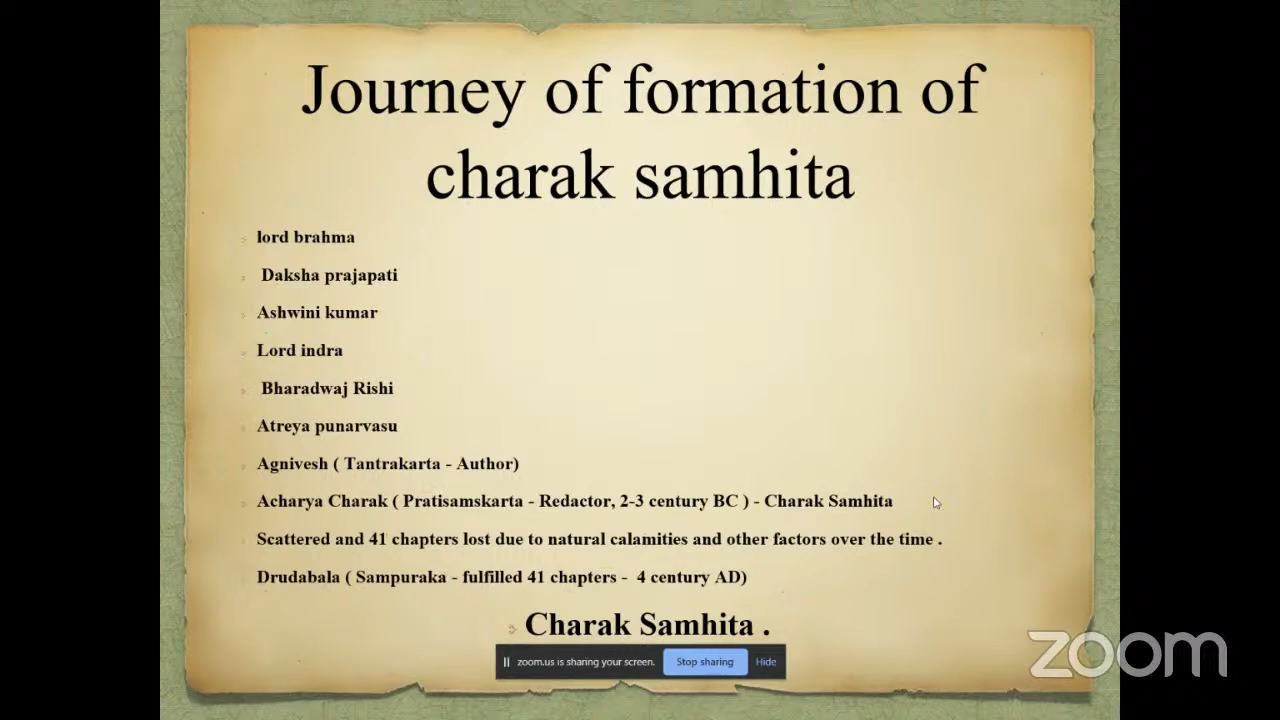 Journey of formation of
charak samhita
lord brahma
Daksha prajapati
Ashwini kumar
Lord indra
Bharadwaj Rishi
Atreya punarvasu
Agnivesh ( Tantrakarta - Author)
Acharya Charak ( Pratisamskarta - Redactor, 2-3 century BC ) - Charak Samhita
Scattered and 41 chapters lost due to natural calamities and other factors over the time .
Drudabala ( Sampuraka - fulfilled 41 chapters - 4 century AD)
Charak Samhita .
zoom.us is sharing your screen. Stop sharing Hide
zoom